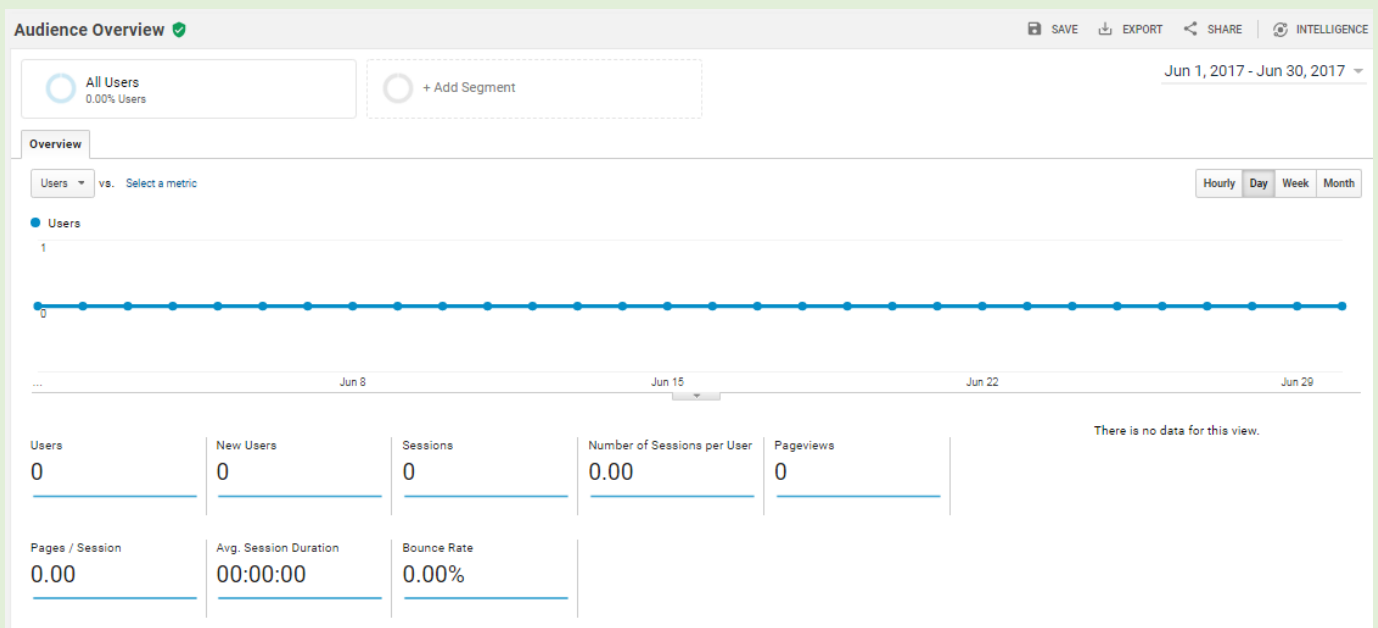 Audience Overview
SAVE EXPORT SHARE INTELLIGENCE
All Users
0.00% Users
+ Add Segment
Jun 1, 2017 - Jun 30, 2017
Overview
Users vs. Select a metric
Hourly Day Week Month
Users
1
0
... Jun 8 Jun 15 Jun 22 Jun 29
There is no data for this view.
Users New Users Sessions Number of Sessions per User Pageviews
0 0 0 0.00 0
Pages / Session Avg. Session Duration Bounce Rate
0.00 00:00:00 0.00%